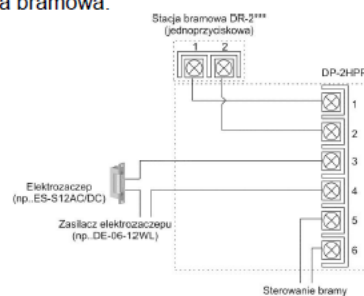 a bramowa.
Stacja bramowa DR-2***
(jednoprzyciskowa)
1 2
DP-2HPR
1
2
3
4
5
6
Elektrozaczep
(np..ES-S12AC/DC)
Zasilacz elektrozaczepu
(np..DE-06-12WL)
Sterowanie bramy